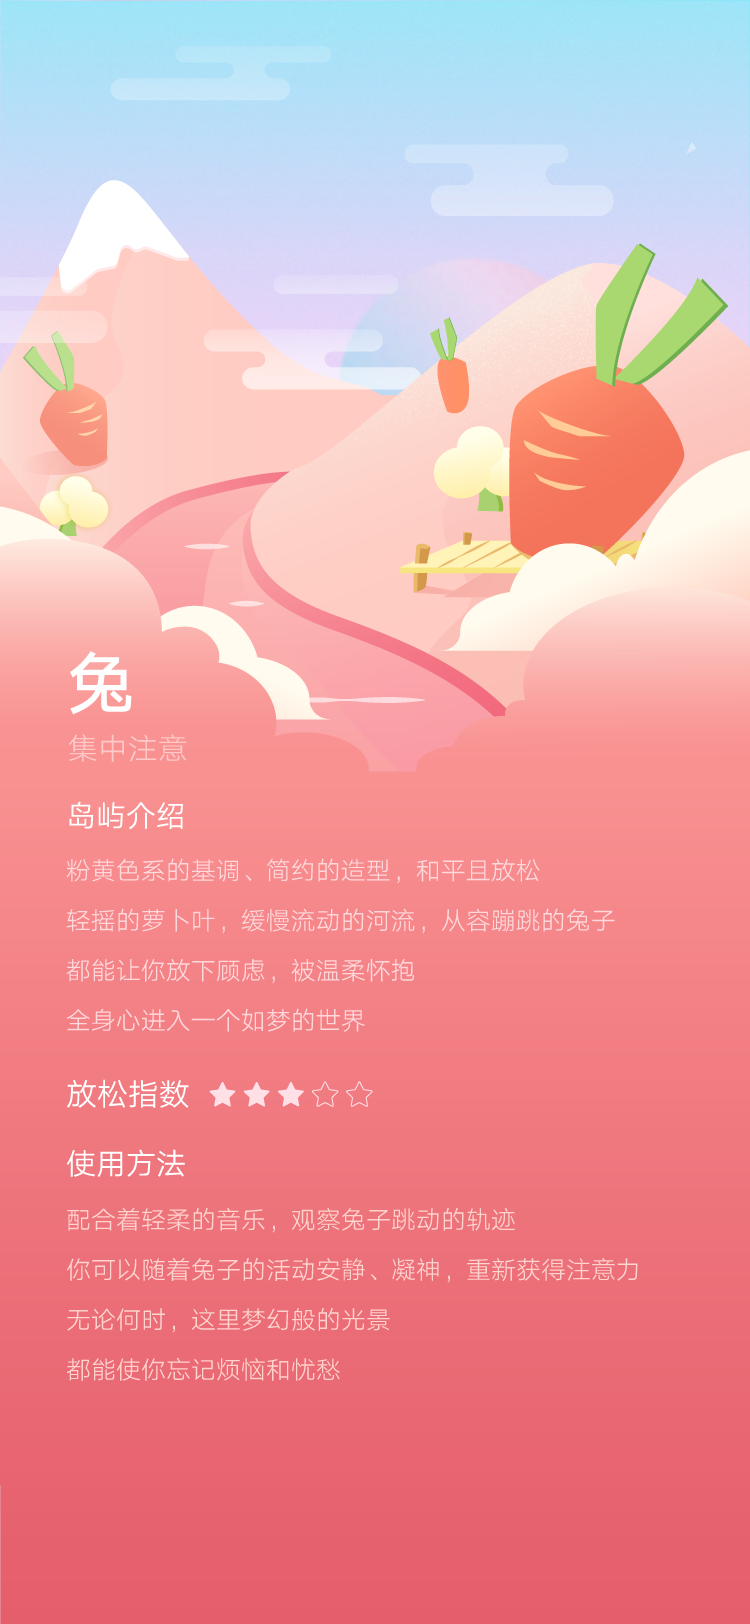 兔
集中注意
岛屿介绍
粉黄色系的基调、简约的造型，和平且放松
轻摇的萝卜叶，缓慢流动的河流，从容蹦跳的兔子
都能让你放下顾虑，被温柔怀抱
全身心进入一个如梦的世界
放松指数 ★★★☆☆
使用方法
配合着轻柔的音乐，观察兔子跳动的轨迹
你可以随着兔子的活动安静、凝神，重新获得注意力
无论何时，这里梦幻般的光景
都能使你忘记烦恼和忧愁